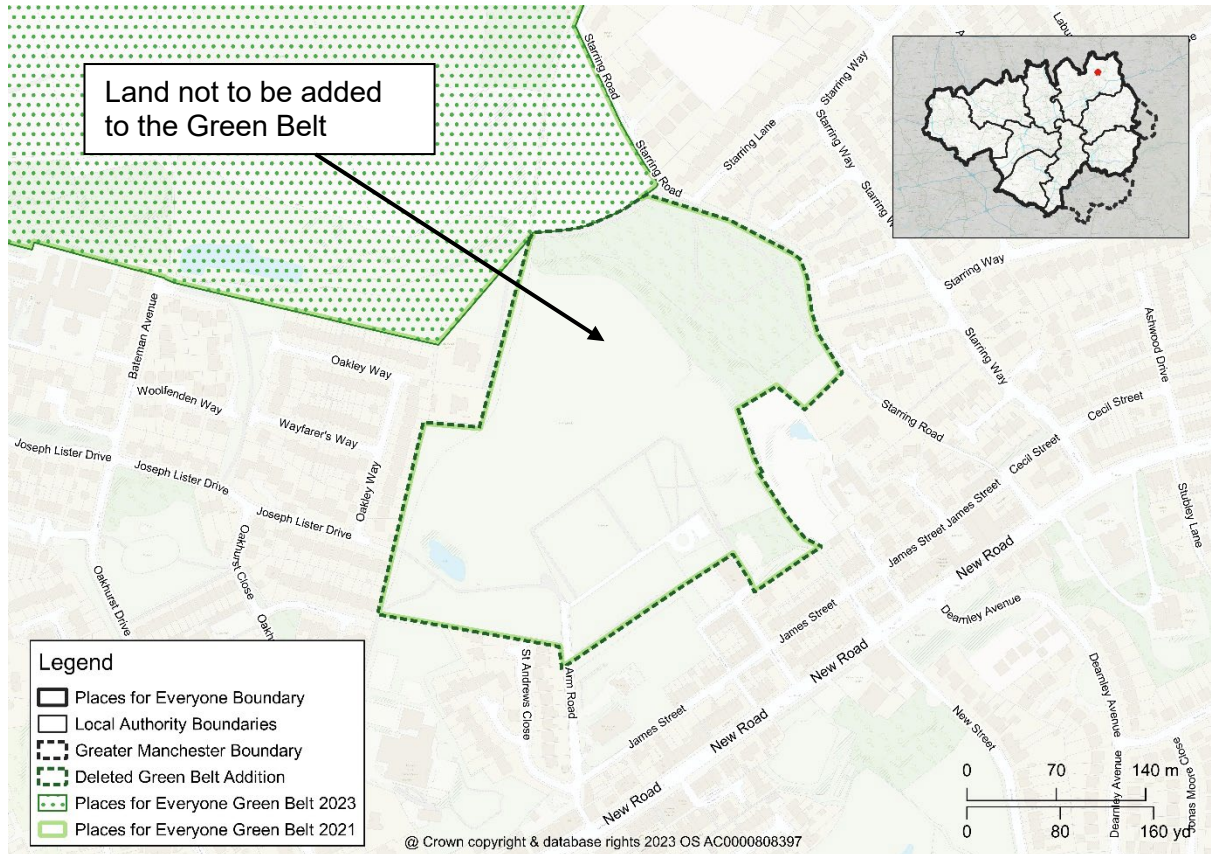 Land not to be added
to the Green Belt
Starring Road
Starring Road
Starring Way
Starring Lane
Starring Way
Starring Way
Ashwood Drive
Starring Way
Cecil Street
Cecil Street
Starring Road
James Street
James Street
New Road
Stubley Lane
Bateman Avenue
Oakley Way
Woolfenden Way
Wayfarer's Way
Joseph Lister Drive
Joseph Lister Drive
Oakley Way
Joseph Lister Drive
Oakhurst Close
Oakhurst Drive
James Street
New Road
Dearnley Avenue
Dearnley Avenue
Dearnley Avenue
New Street
St Andrews Close
Arm Road
James Street
New Road
New Road
Jonas Moore Close
Legend
Places for Everyone Boundary
Local Authority Boundaries
Greater Manchester Boundary
Deleted Green Belt Addition
Places for Everyone Green Belt 2023
Places for Everyone Green Belt 2021
0 70 140 m
0 80 160 yd
@ Crown copyright & database rights 2023 OS AC0000808397